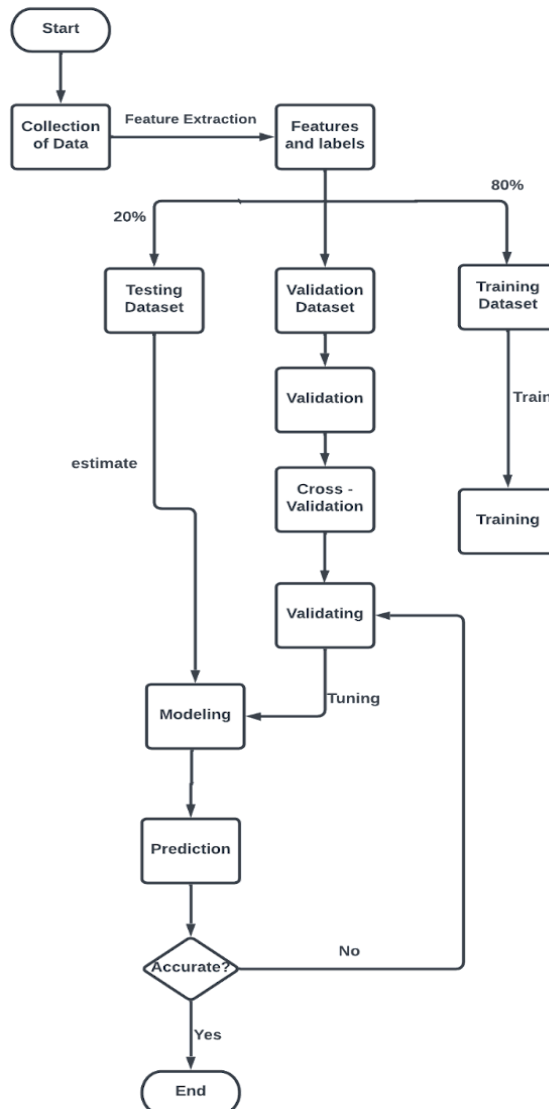 Start
Collection
of Data
Feature Extraction
Features
and labels
20%
80%
Testing
Dataset
Validation
Dataset
Training
Dataset
Validation
Train
estimate
Cross -
Validation
Training
Validating
Tuning
Modeling
Prediction
Accurate?
No
Yes
End